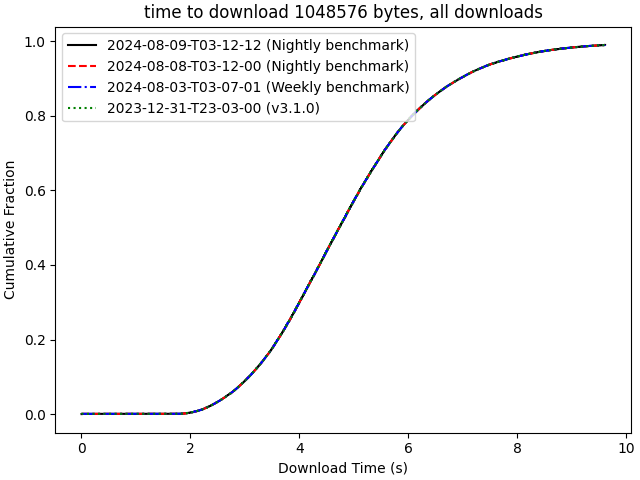 time to download 1048576 bytes, all downloads
1.0
0.8
0.6
0.4
0.2
0.0
Cumulative Fraction
2024-08-09-T03-12-12 (Nightly benchmark)
2024-08-08-T03-12-00 (Nightly benchmark)
2024-08-03-T03-07-01 (Weekly benchmark)
2023-12-31-T23-03-00 (v3.1.0)
0
2
4
6
8
10
Download Time (s)